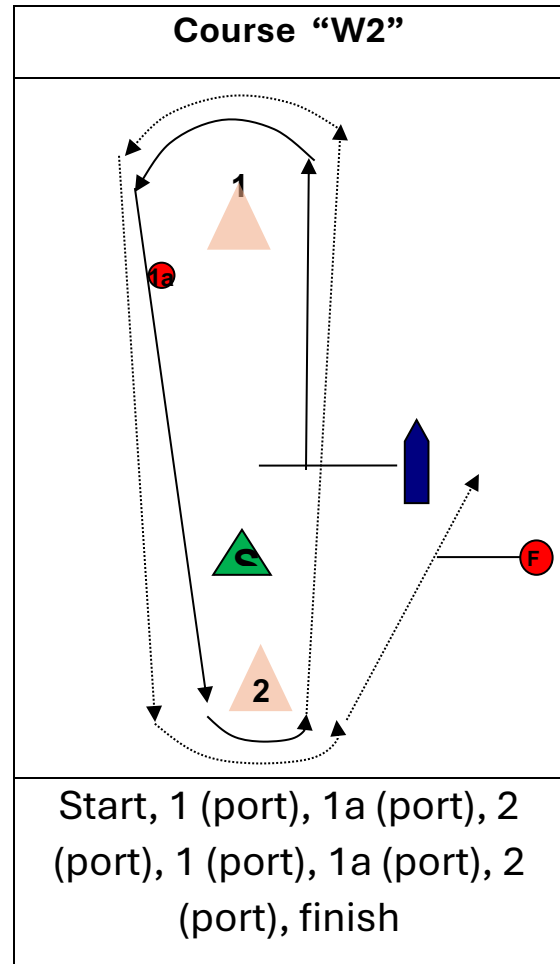 Course “W2”
1
1a
S
F
2
Start, 1 (port), 1a (port), 2
(port), 1 (port), 1a (port), 2
(port), finish